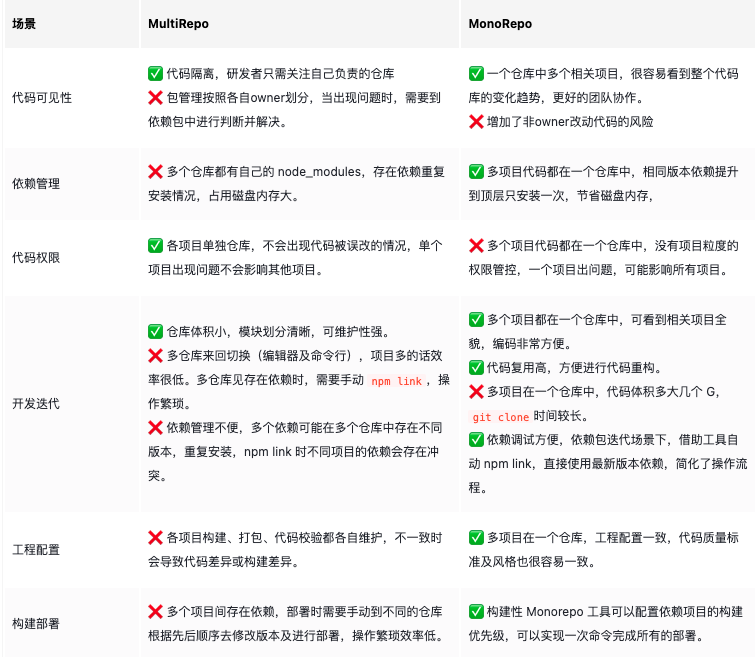 场景
MultiRepo
MonoRepo
代码可见性
✅ 代码隔离，研发者只需关注自己负责的仓库
❌ 包管理按照各自owner划分，当出现问题时，需要到
依赖包中进行判断并解决。
✅ 一个仓库中多个相关项目，很容易看到整个代码
库的变化趋势，更好的团队协作。
❌ 增加了非owner改动代码的风险
依赖管理
❌ 多个仓库都有自己的 node_modules，存在依赖重复
安装情况，占用磁盘内存大。
✅ 多项目代码都在一个仓库中，相同版本依赖提升
到顶层只安装一次，节省磁盘内存，
代码权限
✅ 各项目单独仓库，不会出现代码被误改的情况，单个
项目出现问题不会影响其他项目。
❌ 多个项目代码都在一个仓库中，没有项目粒度的
权限管控，一个项目出问题，可能影响所有项目。
开发迭代
✅ 仓库体积小，模块划分清晰，可维护性强。
❌ 多仓库来回切换（编辑器及命令行），项目多的话效
率很低。多仓库见存在依赖时，需要手动 npm link，操
作繁琐。
❌ 依赖管理不便，多个依赖可能在多个仓库中存在不同
版本，重复安装，npm link 时不同项目的依赖会存在冲
突。
✅ 多个项目都在一个仓库中，可看到相关项目全
貌，编码非常方便。
✅ 代码复用高，方便进行代码重构。
❌ 多项目在一个仓库中，代码体积多大几个 G，
git clone 时间较长。
✅ 依赖调试方便，依赖包迭代场景下，借助工具自
动 npm link，直接使用最新版本依赖，简化了操作流
程。
工程配置
❌ 各项目构建、打包、代码校验都各自维护，不一致时
会导致代码差异或构建差异。
✅ 多项目在一个仓库，工程配置一致，代码质量标
准及风格也很容易一致。
构建部署
❌ 多个项目间存在依赖，部署时需要手动到不同的仓库
根据先后顺序去修改版本及进行部署，操作繁琐效率低。
✅ 构建性 Monorepo 工具可以配置依赖项目的构建
优先级，可以实现一次命令完成所有的部署。